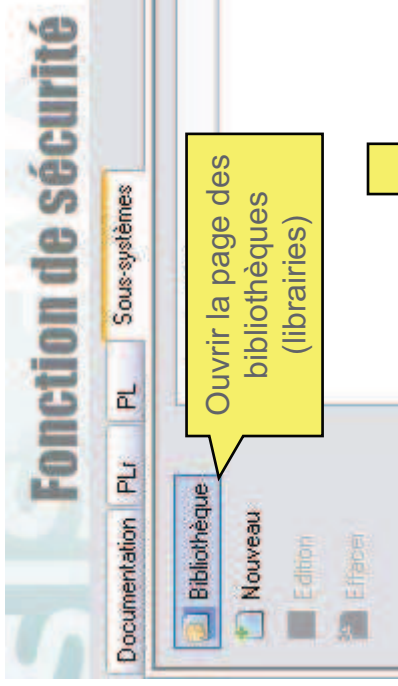 Fonction de sécurité
Documentation PLr PL Sous-systèmes
Bibliothèque
Nouveau
Edition
Effacer
Ouvrir la page des
bibliothèques
(librairies)